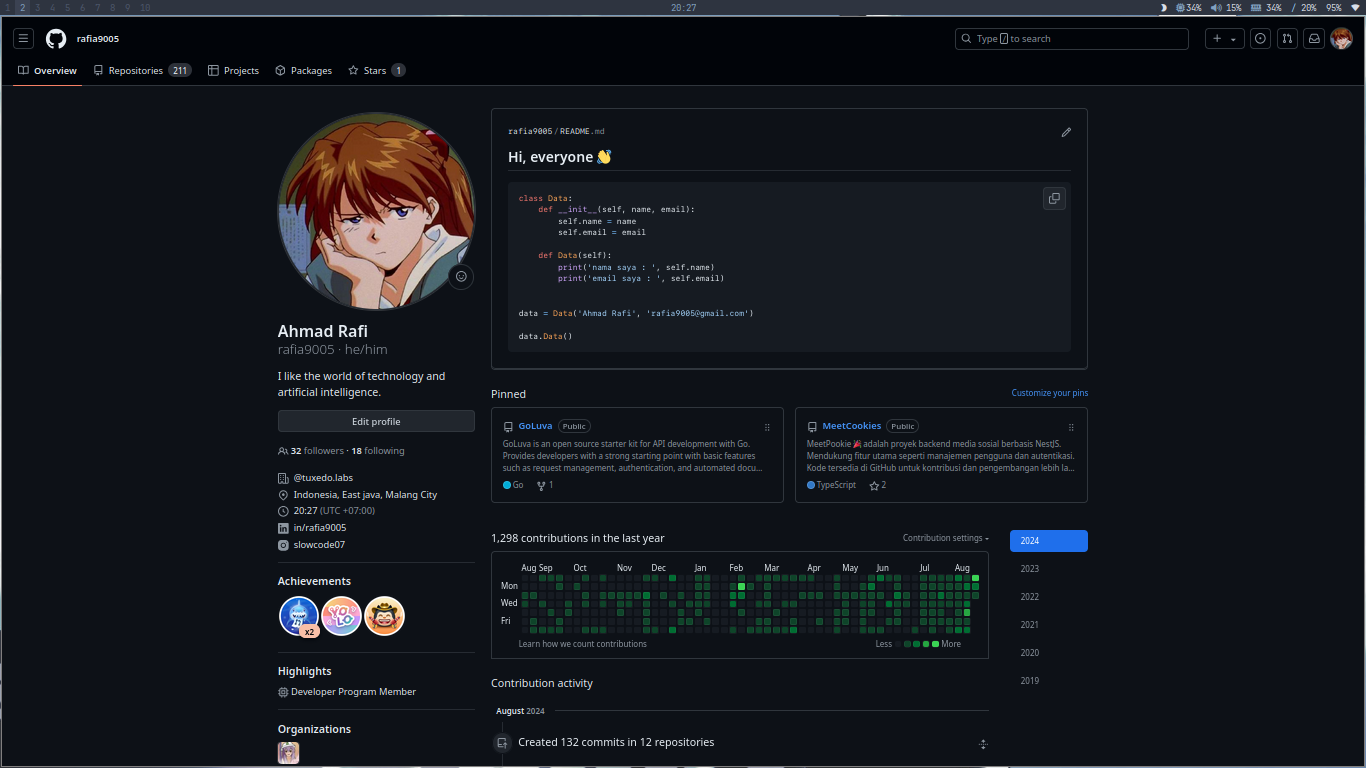 1 2 3 4 5 6 7 8 9 10
20:27
34% 15% 34% / 20% 95%
rafia9005
Type / to search
Overview Repositories 211 Projects Packages Stars 1
rafia9005/README.md
Hi, everyone 👋
class Data:
def __init__(self, name, email):
self.name = name
self.email = email
def Data(self):
print('nama saya : ', self.name)
print('email saya : ', self.email)
data = Data('Ahmad Rafi', 'rafia9005@gmail.com')
data.Data()
Ahmad Rafi
rafia9005 · he/him
I like the world of technology and
artificial intelligence.
Edit profile
32 followers · 18 following
@tuxedo.labs
Indonesia, East java, Malang City
20:27 (UTC +07:00)
in/rafia9005
slowcode07
Achievements
YOLO
x2
Highlights
Developer Program Member
Organizations
Pinned
Customize your pins
GoLuva Public
GoLuva is an open source starter kit for API development with Go.
Provides developers with a strong starting point with basic features
such as request management, authentication, and automated docu...
Go 1
MeetCookies Public
MeetPookie 🎉 adalah proyek backend media sosial berbasis NestJS.
Mendukung fitur utama seperti manajemen pengguna dan autentikasi.
Kode tersedia di GitHub untuk kontribusi dan pengembangan lebih la...
TypeScript 2
1,298 contributions in the last year
Contribution settings
Aug Sep Oct Nov Dec Jan Feb Mar Apr May Jun Jul Aug
Mon
Wed
Fri
Learn how we count contributions
Less More
2024
2023
2022
2021
2020
2019
Contribution activity
August 2024
Created 132 commits in 12 repositories